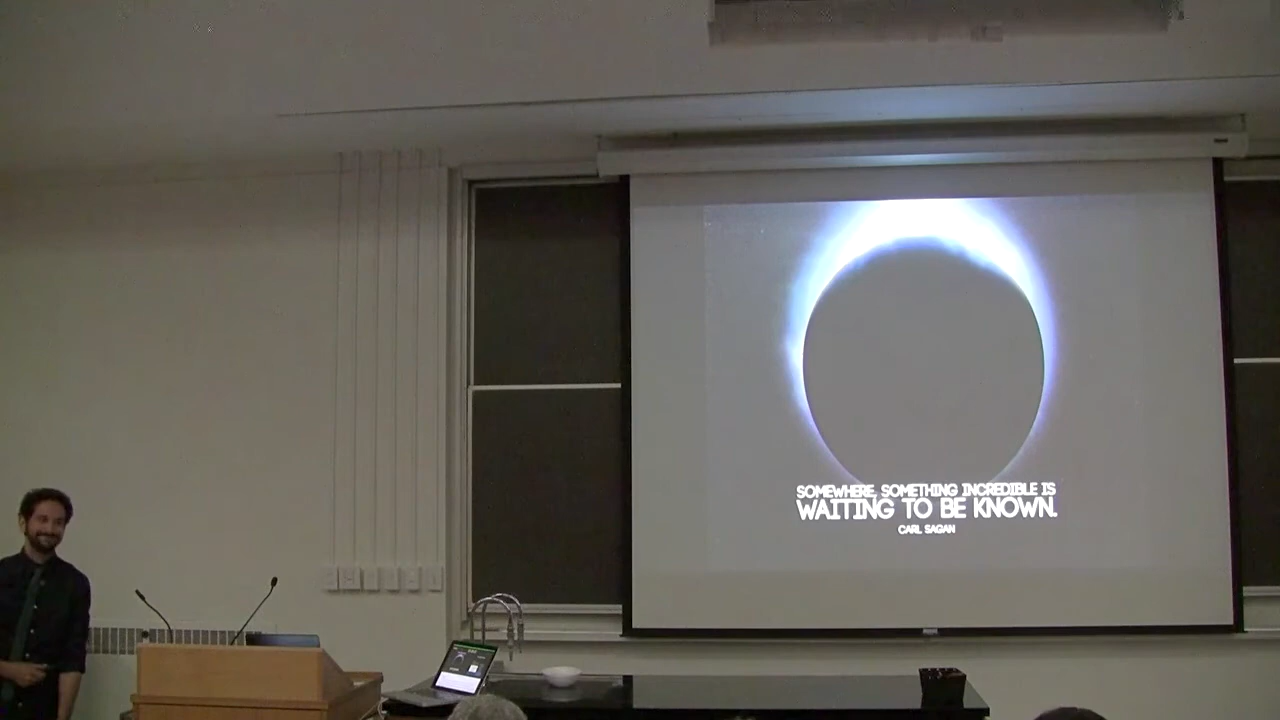 SOMEWHERE, SOMETHING INCREDIBLE IS
WAITING TO BE KNOWN.
CARL SAGAN